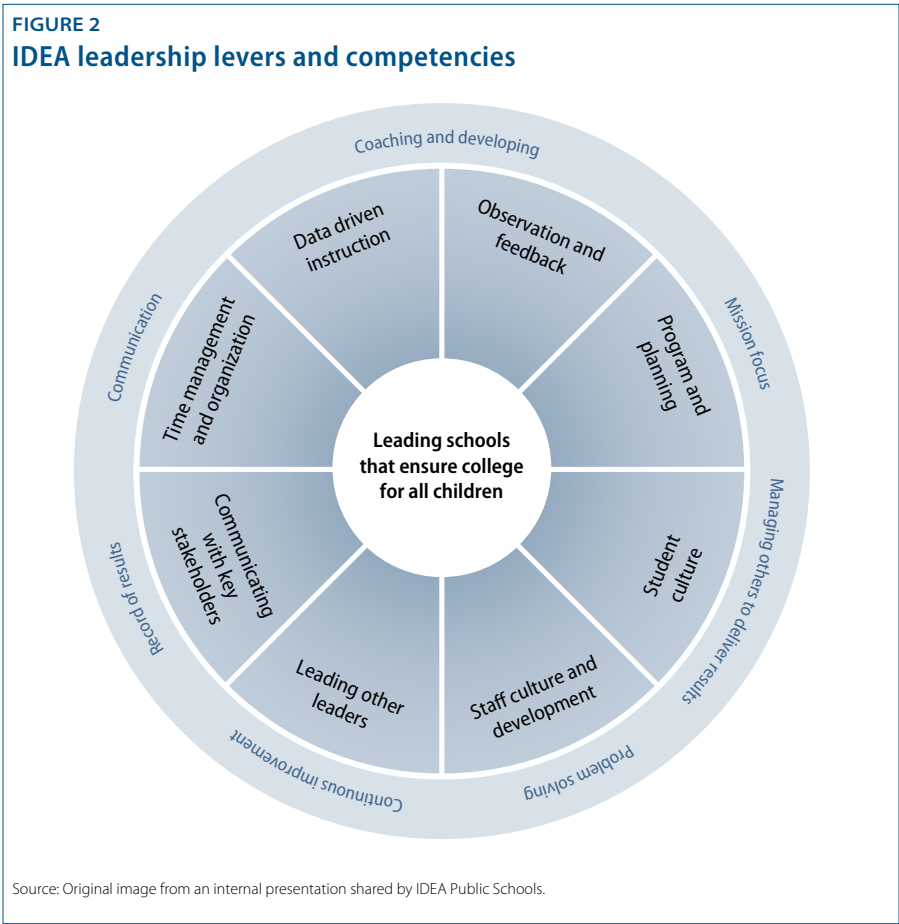 FIGURE 2
IDEA leadership levers and competencies
Coaching and developing
Mission focus
Managing others to deliver results
Problem solving
Continuous improvement
Record of results
Communication
Observation and
feedback
Program and
planning
Student
culture
Staff culture and
development
Leading other
leaders
Communicating
with key
stakeholders
Time management
and organization
Data driven
instruction
Leading schools
that ensure college
for all children
Source: Original image from an internal presentation shared by IDEA Public Schools.